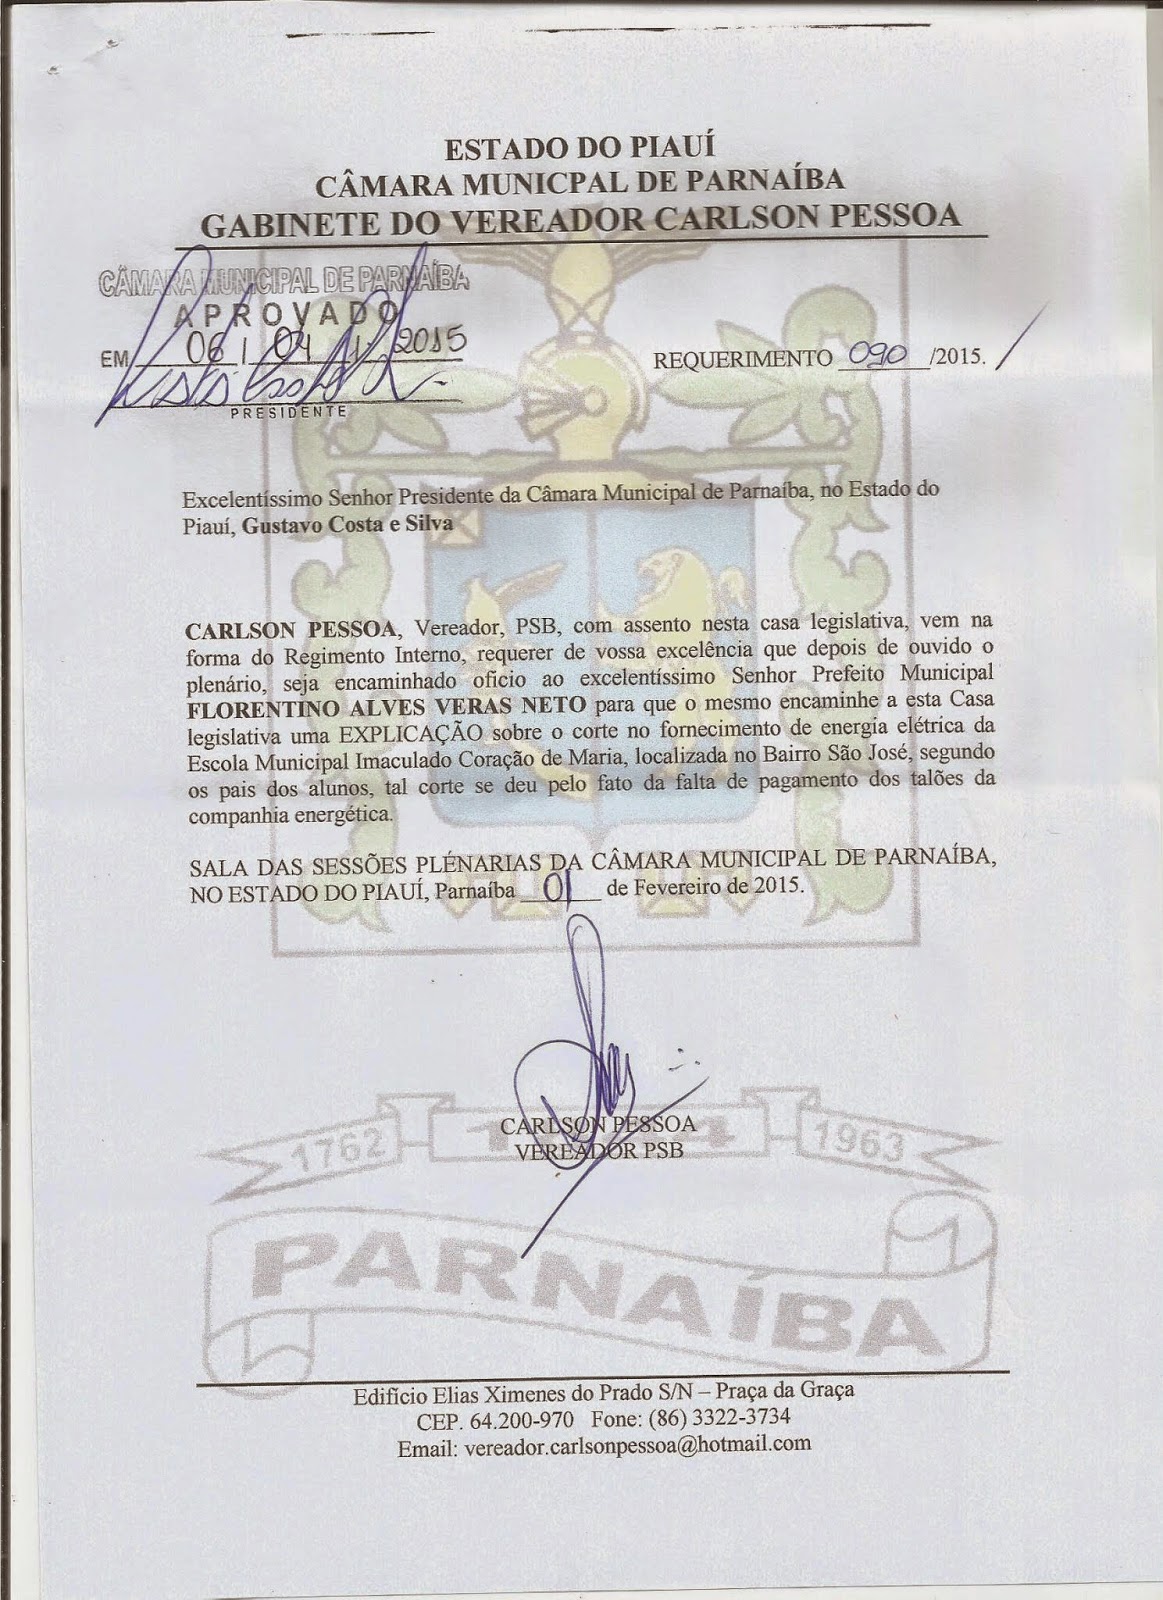 ESTADO DO PIAUÍ
CÂMARA MUNICPAL DE PARNAÍBA
GABINETE DO VEREADOR CARLSON PESSOA
CÂMARA MUNICIPAL DE PARNAÍBA
APROVADO
EM 06 / 04 / 2015
PRESIDENTE
REQUERIMENTO 090 /2015.
Excelentíssimo Senhor Presidente da Câmara Municipal de Parnaíba, no Estado do
Piauí, Gustavo Costa e Silva
CARLSON PESSOA, Vereador, PSB, com assento nesta casa legislativa, vem na
forma do Regimento Interno, requerer de vossa excelência que depois de ouvido o
plenário, seja encaminhado oficio ao excelentíssimo Senhor Prefeito Municipal
FLORENTINO ALVES VERAS NETO para que o mesmo encaminhe a esta Casa
legislativa uma EXPLICAÇÃO sobre o corte no fornecimento de energia elétrica da
Escola Municipal Imaculado Coração de Maria, localizada no Bairro São José, segundo
os pais dos alunos, tal corte se deu pelo fato da falta de pagamento dos talões da
companhia energética.
SALA DAS SESSÕES PLÉNARIAS DA CÂMARA MUNICIPAL DE PARNAÍBA,
NO ESTADO DO PIAUÍ, Parnaíba 01 de Fevereiro de 2015.
CARLSON PESSOA
VEREADOR PSB
1762 1963
PARNAÍBA
Edifício Elias Ximenes do Prado S/N – Praça da Graça
CEP. 64.200-970 Fone: (86) 3322-3734
Email: vereador.carlsonpessoa@hotmail.com